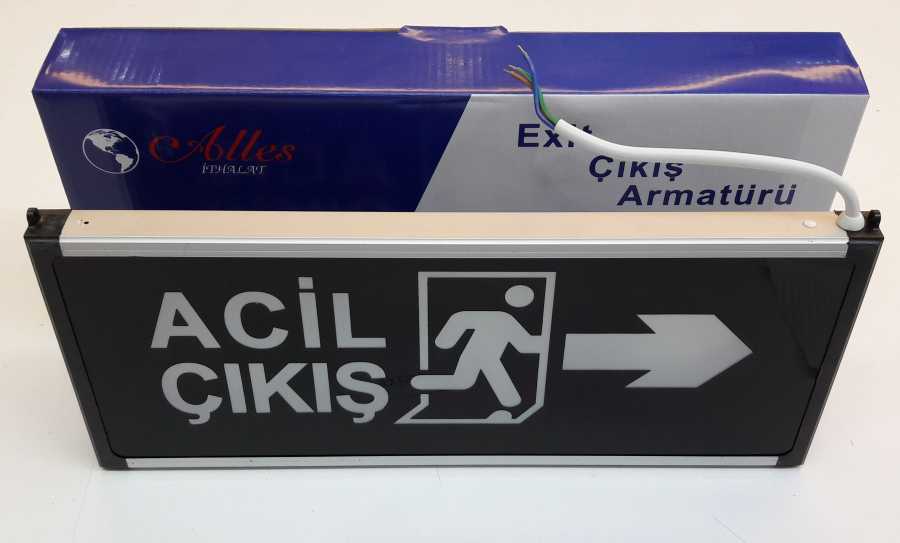 Alles
İTHALAT
Exit
Çıkış
Armatürü
ACİL
ÇIKIŞ